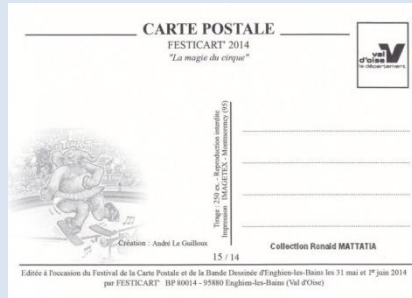 CARTE POSTALE
FESTICART' 2014
"La magie du cirque"
val
d'oise
le département
Tirage : 250 ex. - Reproduction interdite
Impression : IMAGETEX - Montmorency (95)
Création : André Le Guilloux
15 / 14
Collection Ronald MATTATIA
Editée à l'occasion du Festival de la Carte Postale et de la Bande Dessinée d'Enghien-les-Bains les 31 mai et 1er juin 2014
par FESTICART' BP 80014 - 95880 Enghien-les-Bains (Val d'Oise)